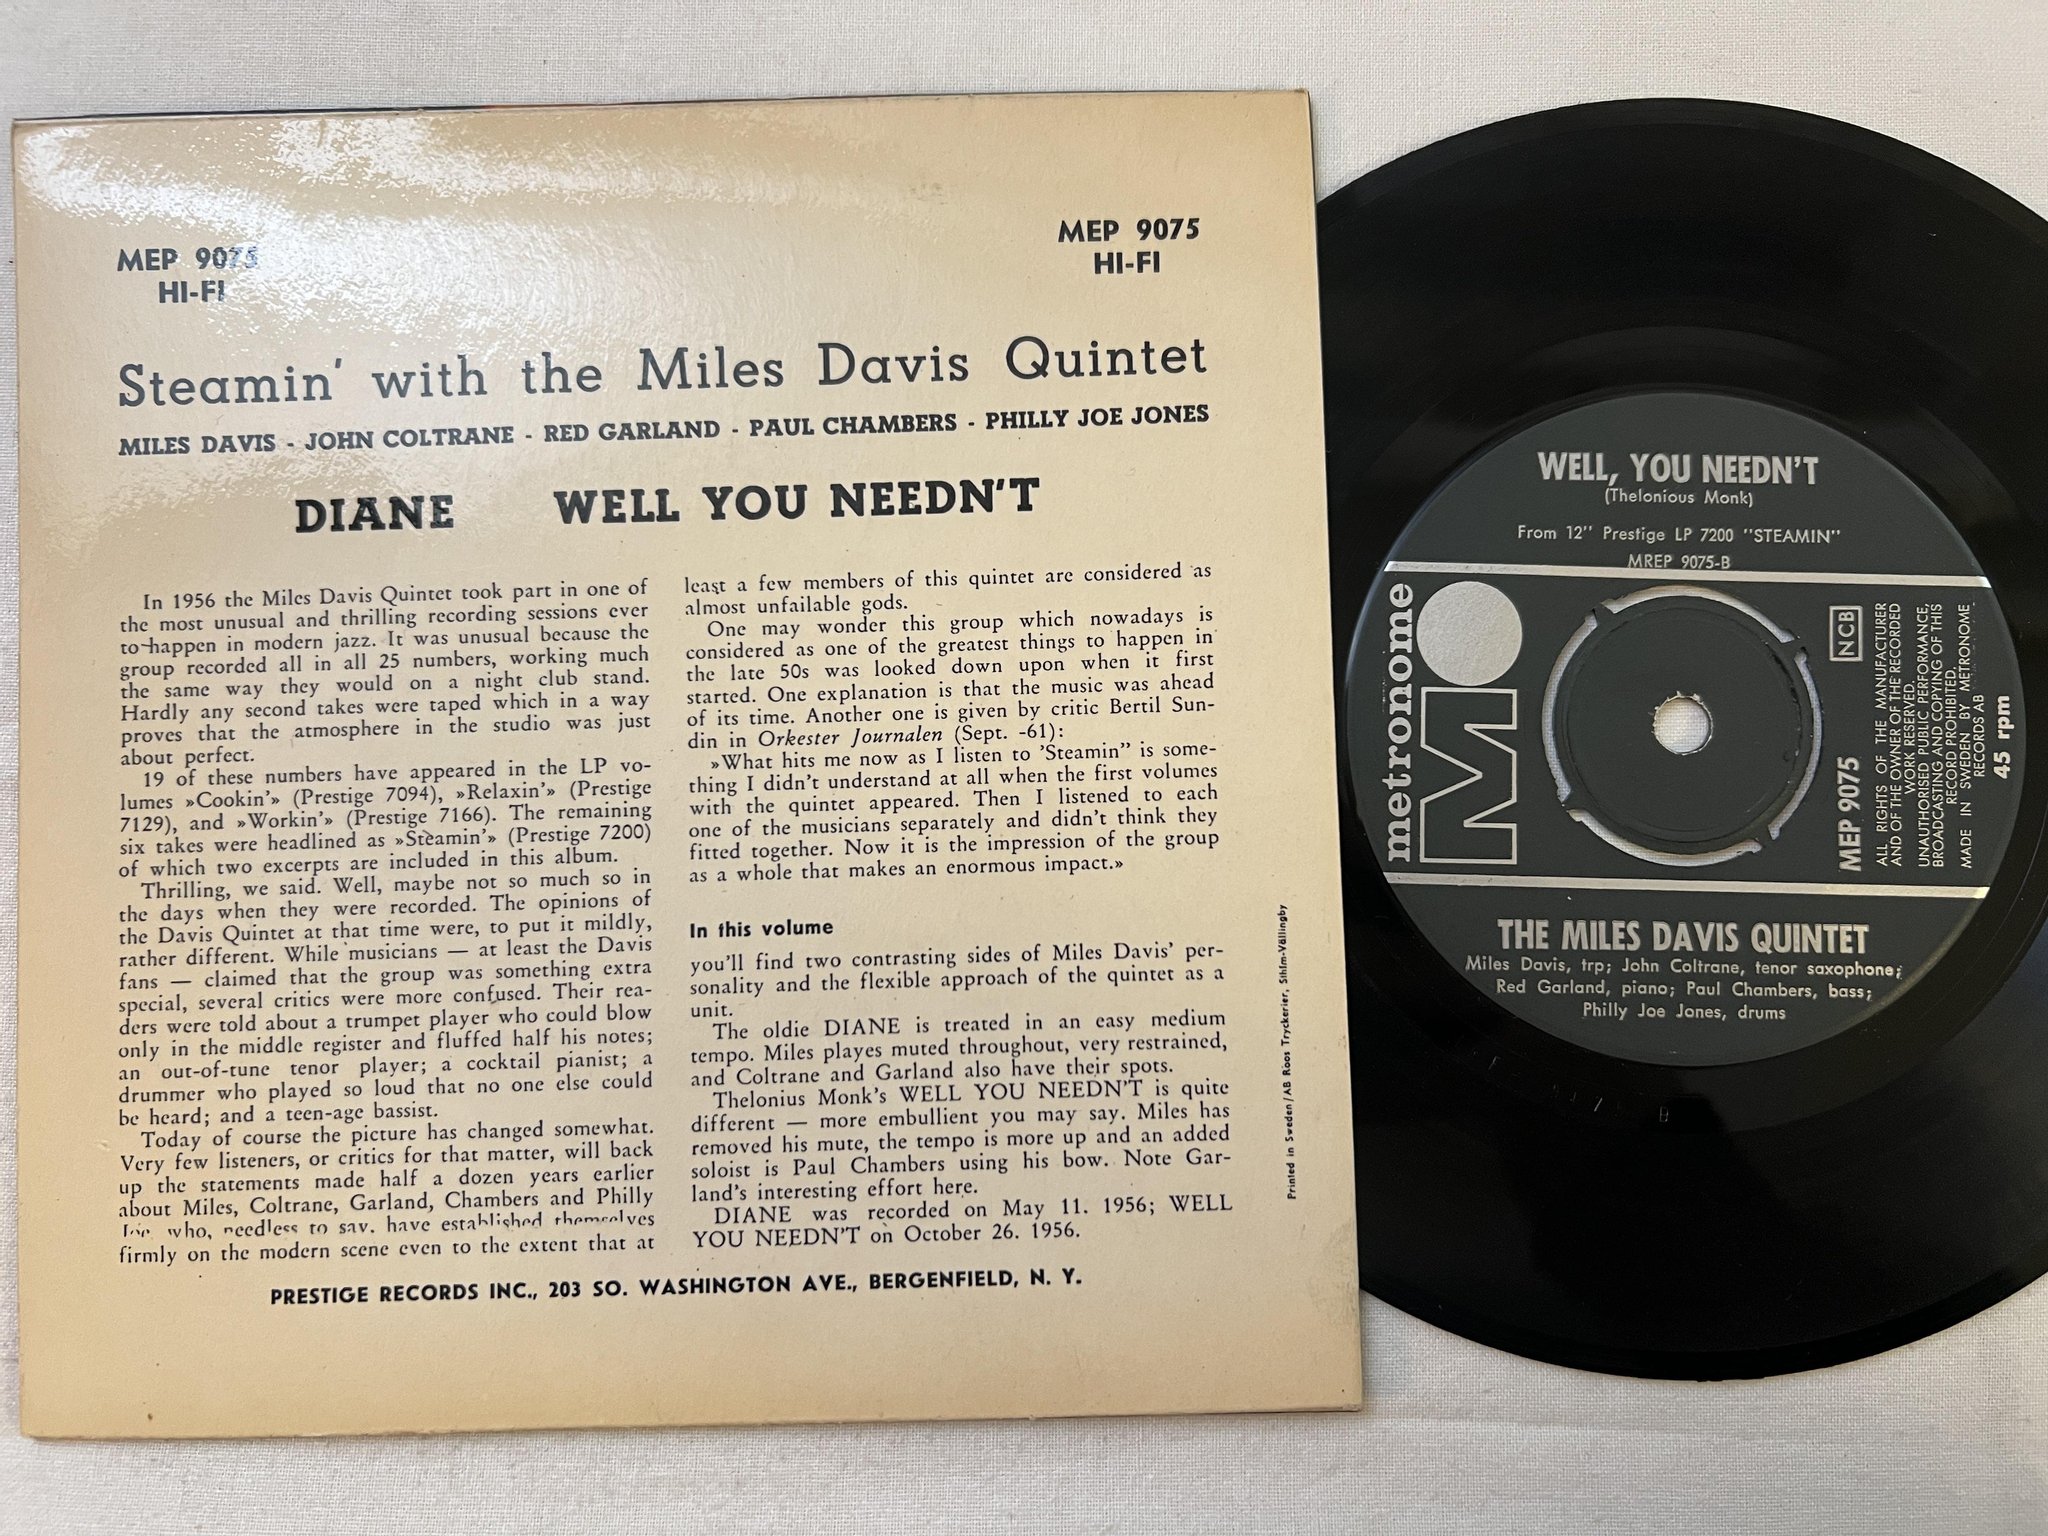 MEP 9075
HI-FI
MEP 9075
HI-FI
Steamin' with the Miles Davis Quintet
MILES DAVIS - JOHN COLTRANE - RED GARLAND - PAUL CHAMBERS - PHILLY JOE JONES
DIANE WELL YOU NEEDN'T
In 1956 the Miles Davis Quintet took part in one of
the most unusual and thrilling recording sessions ever
to happen in modern jazz. It was unusual because the
group recorded all in all 25 numbers, working much
the same way they would on a night club stand.
Hardly any second takes were taped which in a way
proves that the atmosphere in the studio was just
about perfect.
19 of these numbers have appeared in the LP vo-
lumes »Cookin'» (Prestige 7094), »Relaxin'» (Prestige
7129), and »Workin'» (Prestige 7166). The remaining
six takes were headlined as »Steamin'» (Prestige 7200)
of which two excerpts are included in this album.
Thrilling, we said. Well, maybe not so much so in
the days when they were recorded. The opinions of
the Davis Quintet at that time were, to put it mildly,
rather different. While musicians — at least the Davis
fans — claimed that the group was something extra
special, several critics were more confused. Their rea-
ders were told about a trumpet player who could blow
only in the middle register and fluffed half his notes;
an out-of-tune tenor player; a cocktail pianist; a
drummer who played so loud that no one else could
be heard; and a teen-age bassist.
Today of course the picture has changed somewhat.
Very few listeners, or critics for that matter, will back
up the statements made half a dozen years earlier
about Miles, Coltrane, Garland, Chambers and Philly
Joe, who, needless to say, have established themselves
firmly on the modern scene even to the extent that at
least a few members of this quintet are considered as
almost unfailable gods.
One may wonder this group which nowadays is
considered as one of the greatest things to happen in
the late 50s was looked down upon when it first
started. One explanation is that the music was ahead
of its time. Another one is given by critic Bertil Sun-
din in Orkester Journalen (Sept. -61):
»What hits me now as I listen to 'Steamin'' is some-
thing I didn't understand at all when the first volumes
with the quintet appeared. Then I listened to each
one of the musicians separately and didn't think they
fitted together. Now it is the impression of the group
as a whole that makes an enormous impact.»
In this volume
you'll find two contrasting sides of Miles Davis' per-
sonality and the flexible approach of the quintet as a
unit.
The oldie DIANE is treated in an easy medium
tempo. Miles playes muted throughout, very restrained,
and Coltrane and Garland also have their spots.
Thelonius Monk's WELL YOU NEEDN'T is quite
different — more embullient you may say. Miles has
removed his mute, the tempo is more up and an added
soloist is Paul Chambers using his bow. Note Gar-
land's interesting effort here.
DIANE was recorded on May 11. 1956; WELL
YOU NEEDN'T on October 26. 1956.
PRESTIGE RECORDS INC., 203 SO. WASHINGTON AVE., BERGENFIELD, N. Y.
Printed in Sweden/AB Roos Tryckerier, Sthlm-Vällingby
WELL, YOU NEEDN'T
(Thelonious Monk)
From 12" Prestige LP 7200 "STEAMIN"
MREP 9075-B
metronome
M
NCB
MEP 9075
ALL RIGHTS OF THE MANUFACTURER
AND OF THE OWNER OF THE RECORDED
WORK RESERVED.
UNAUTHORISED PUBLIC PERFORMANCE,
BROADCASTING AND COPYING OF THIS
RECORD PROHIBITED.
MADE IN SWEDEN BY METRONOME
RECORDS AB
45 rpm
THE MILES DAVIS QUINTET
Miles Davis, trp; John Coltrane, tenor saxophone;
Red Garland, piano; Paul Chambers, bass;
Philly Joe Jones, drums